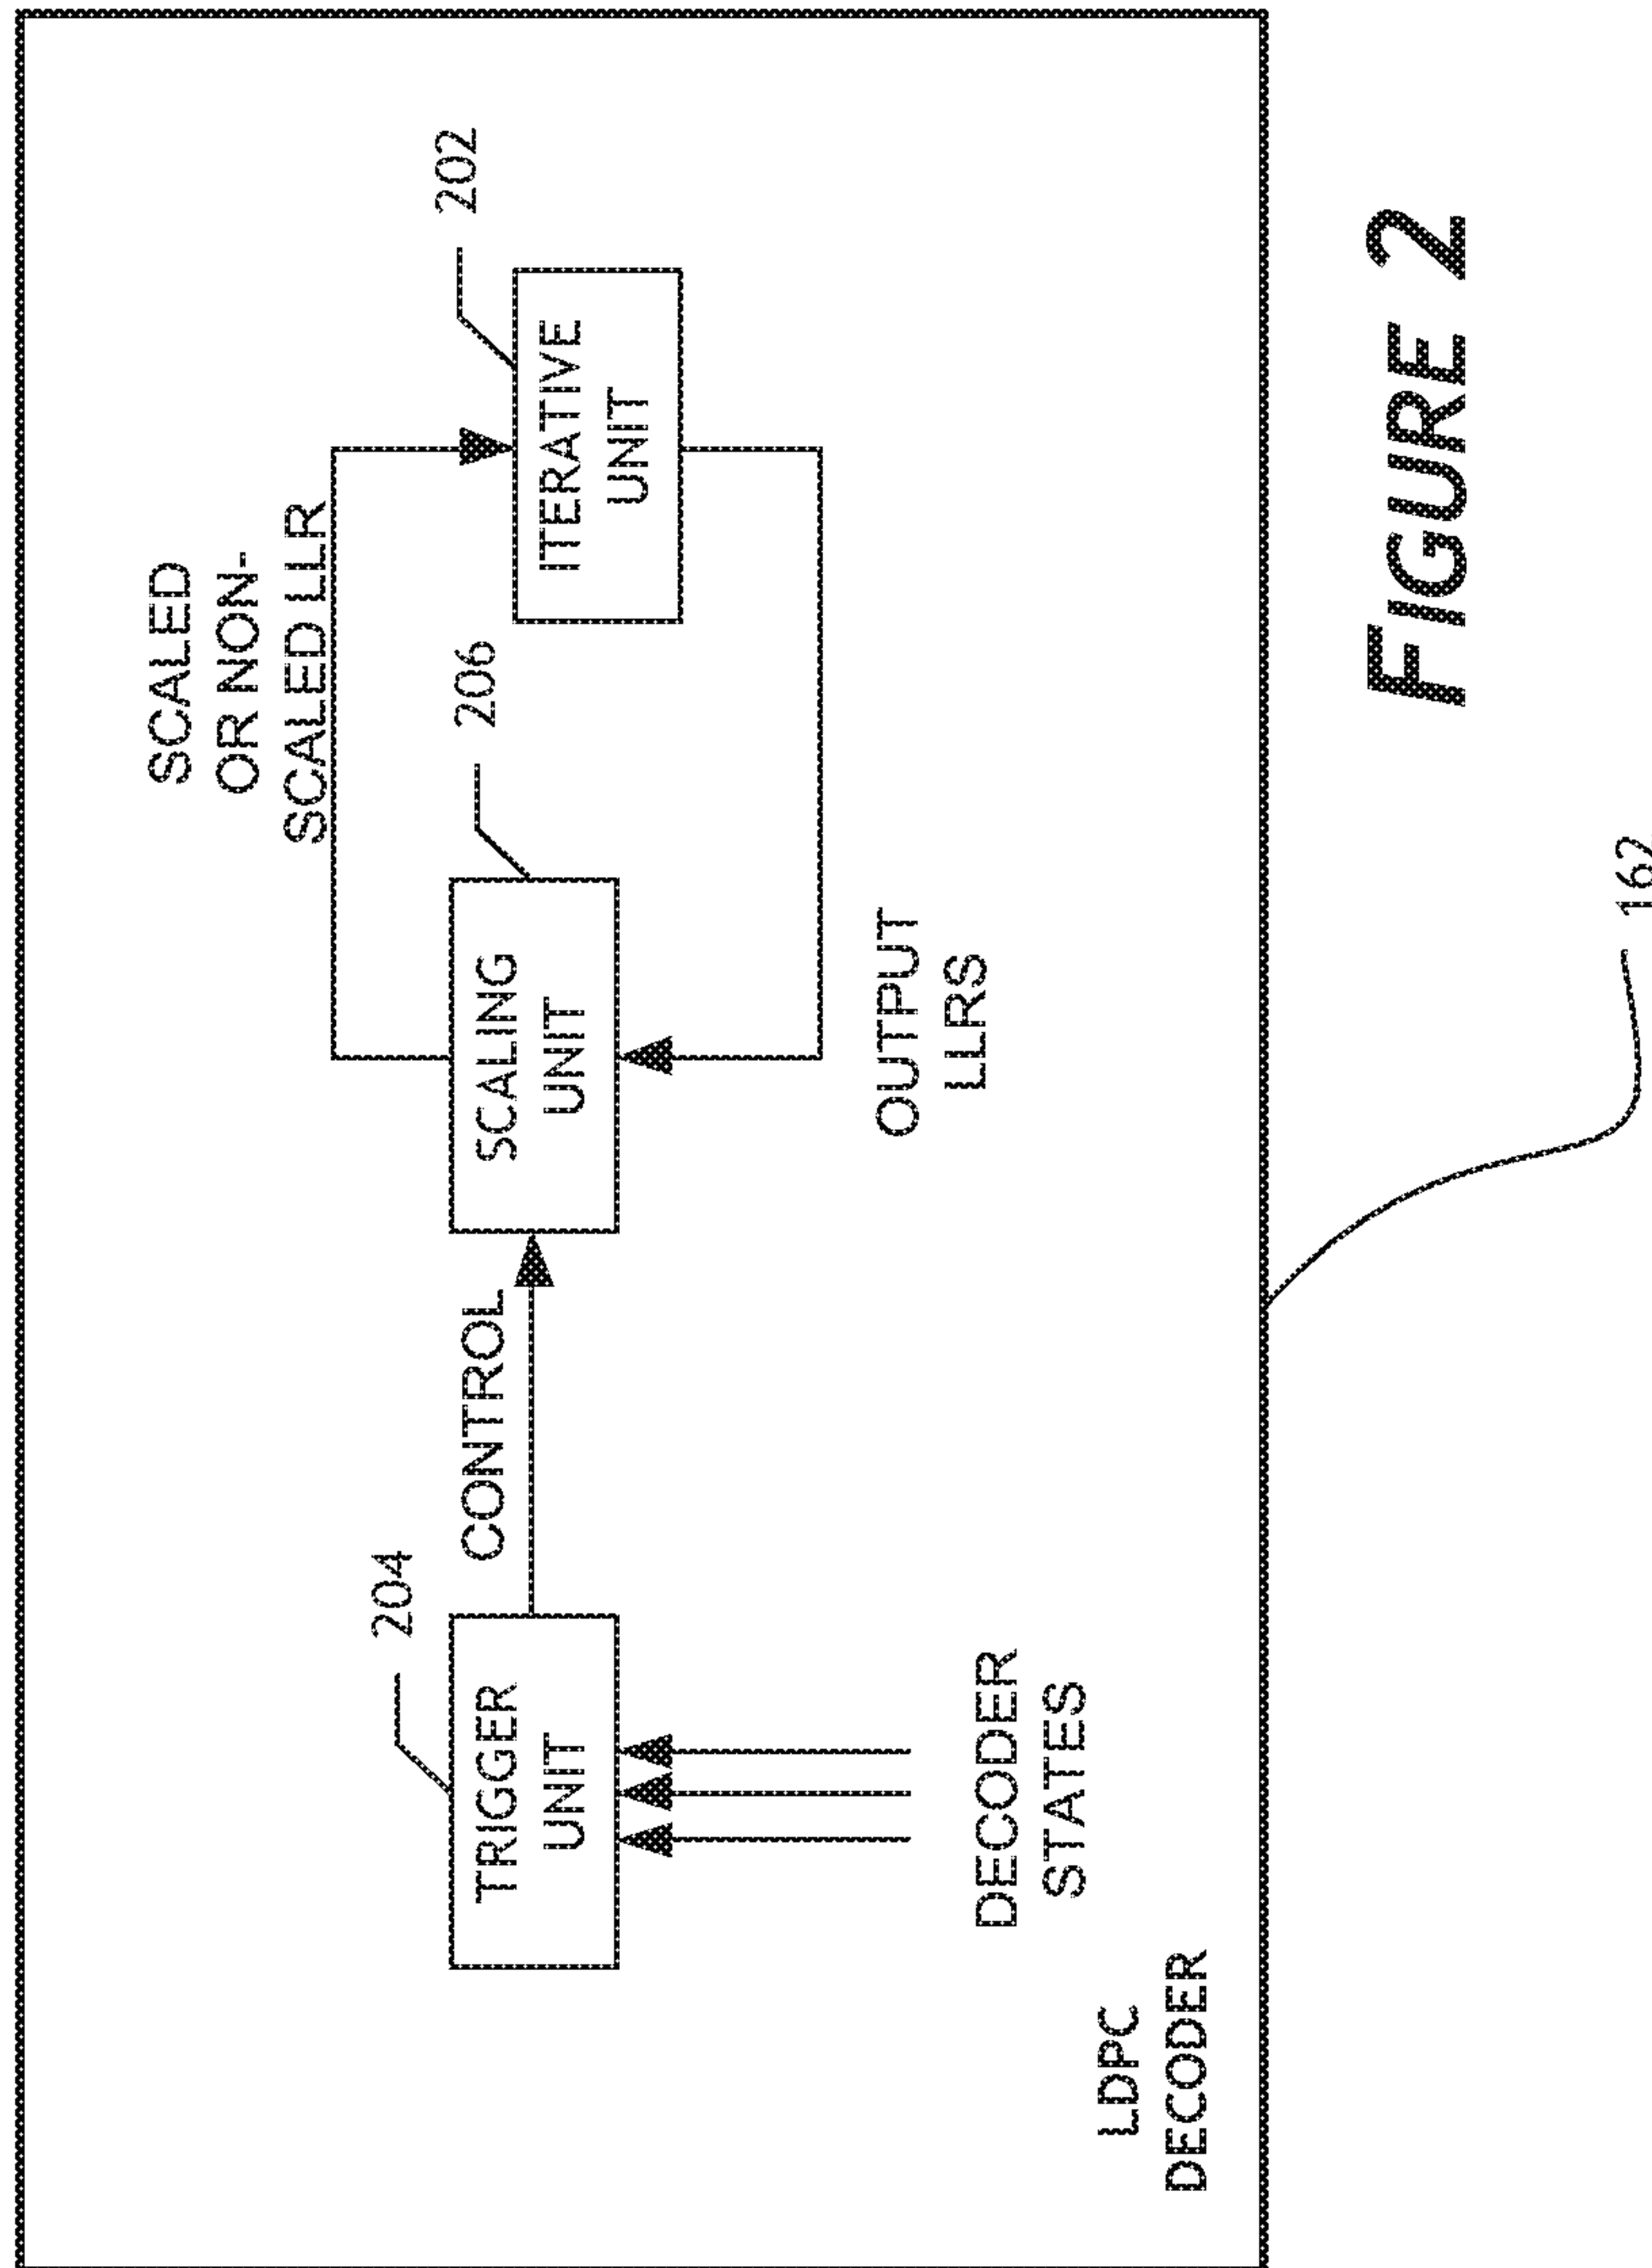 SCALED
OR NON-
SCALED LLR
202
204
206
CONTROL
TRIGGER
UNIT
SCALING
UNIT
ITERATIVE
UNIT
OUTPUT
LLRS
DECODER
STATES
LDPC
DECODER
FIGURE 2
162